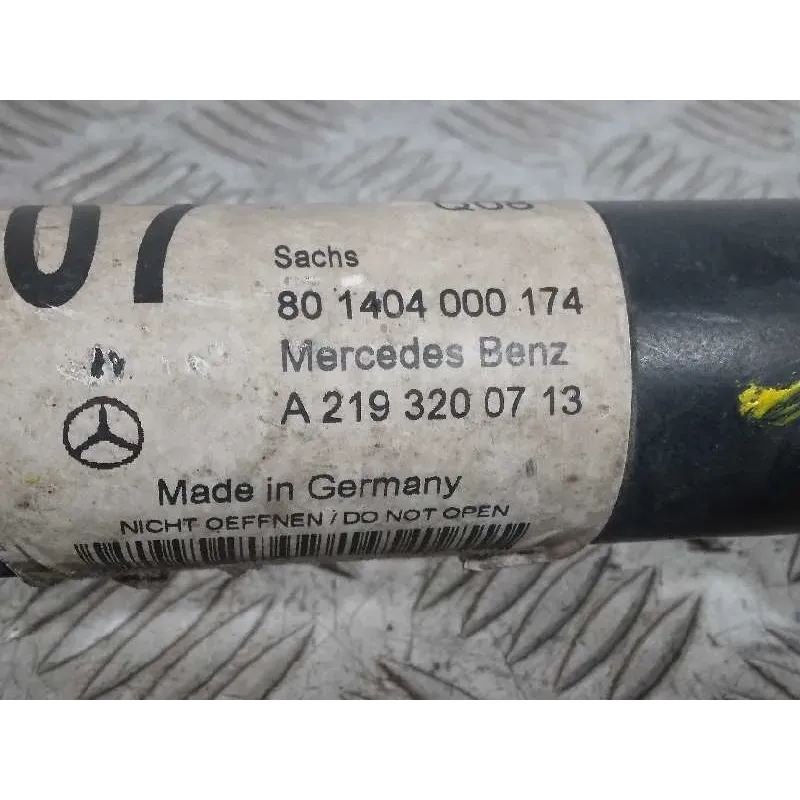 07
Sachs
80 1404 000 174
Mercedes Benz
A 219 320 07 13
Made in Germany
NICHT OEFFNEN / DO NOT OPEN